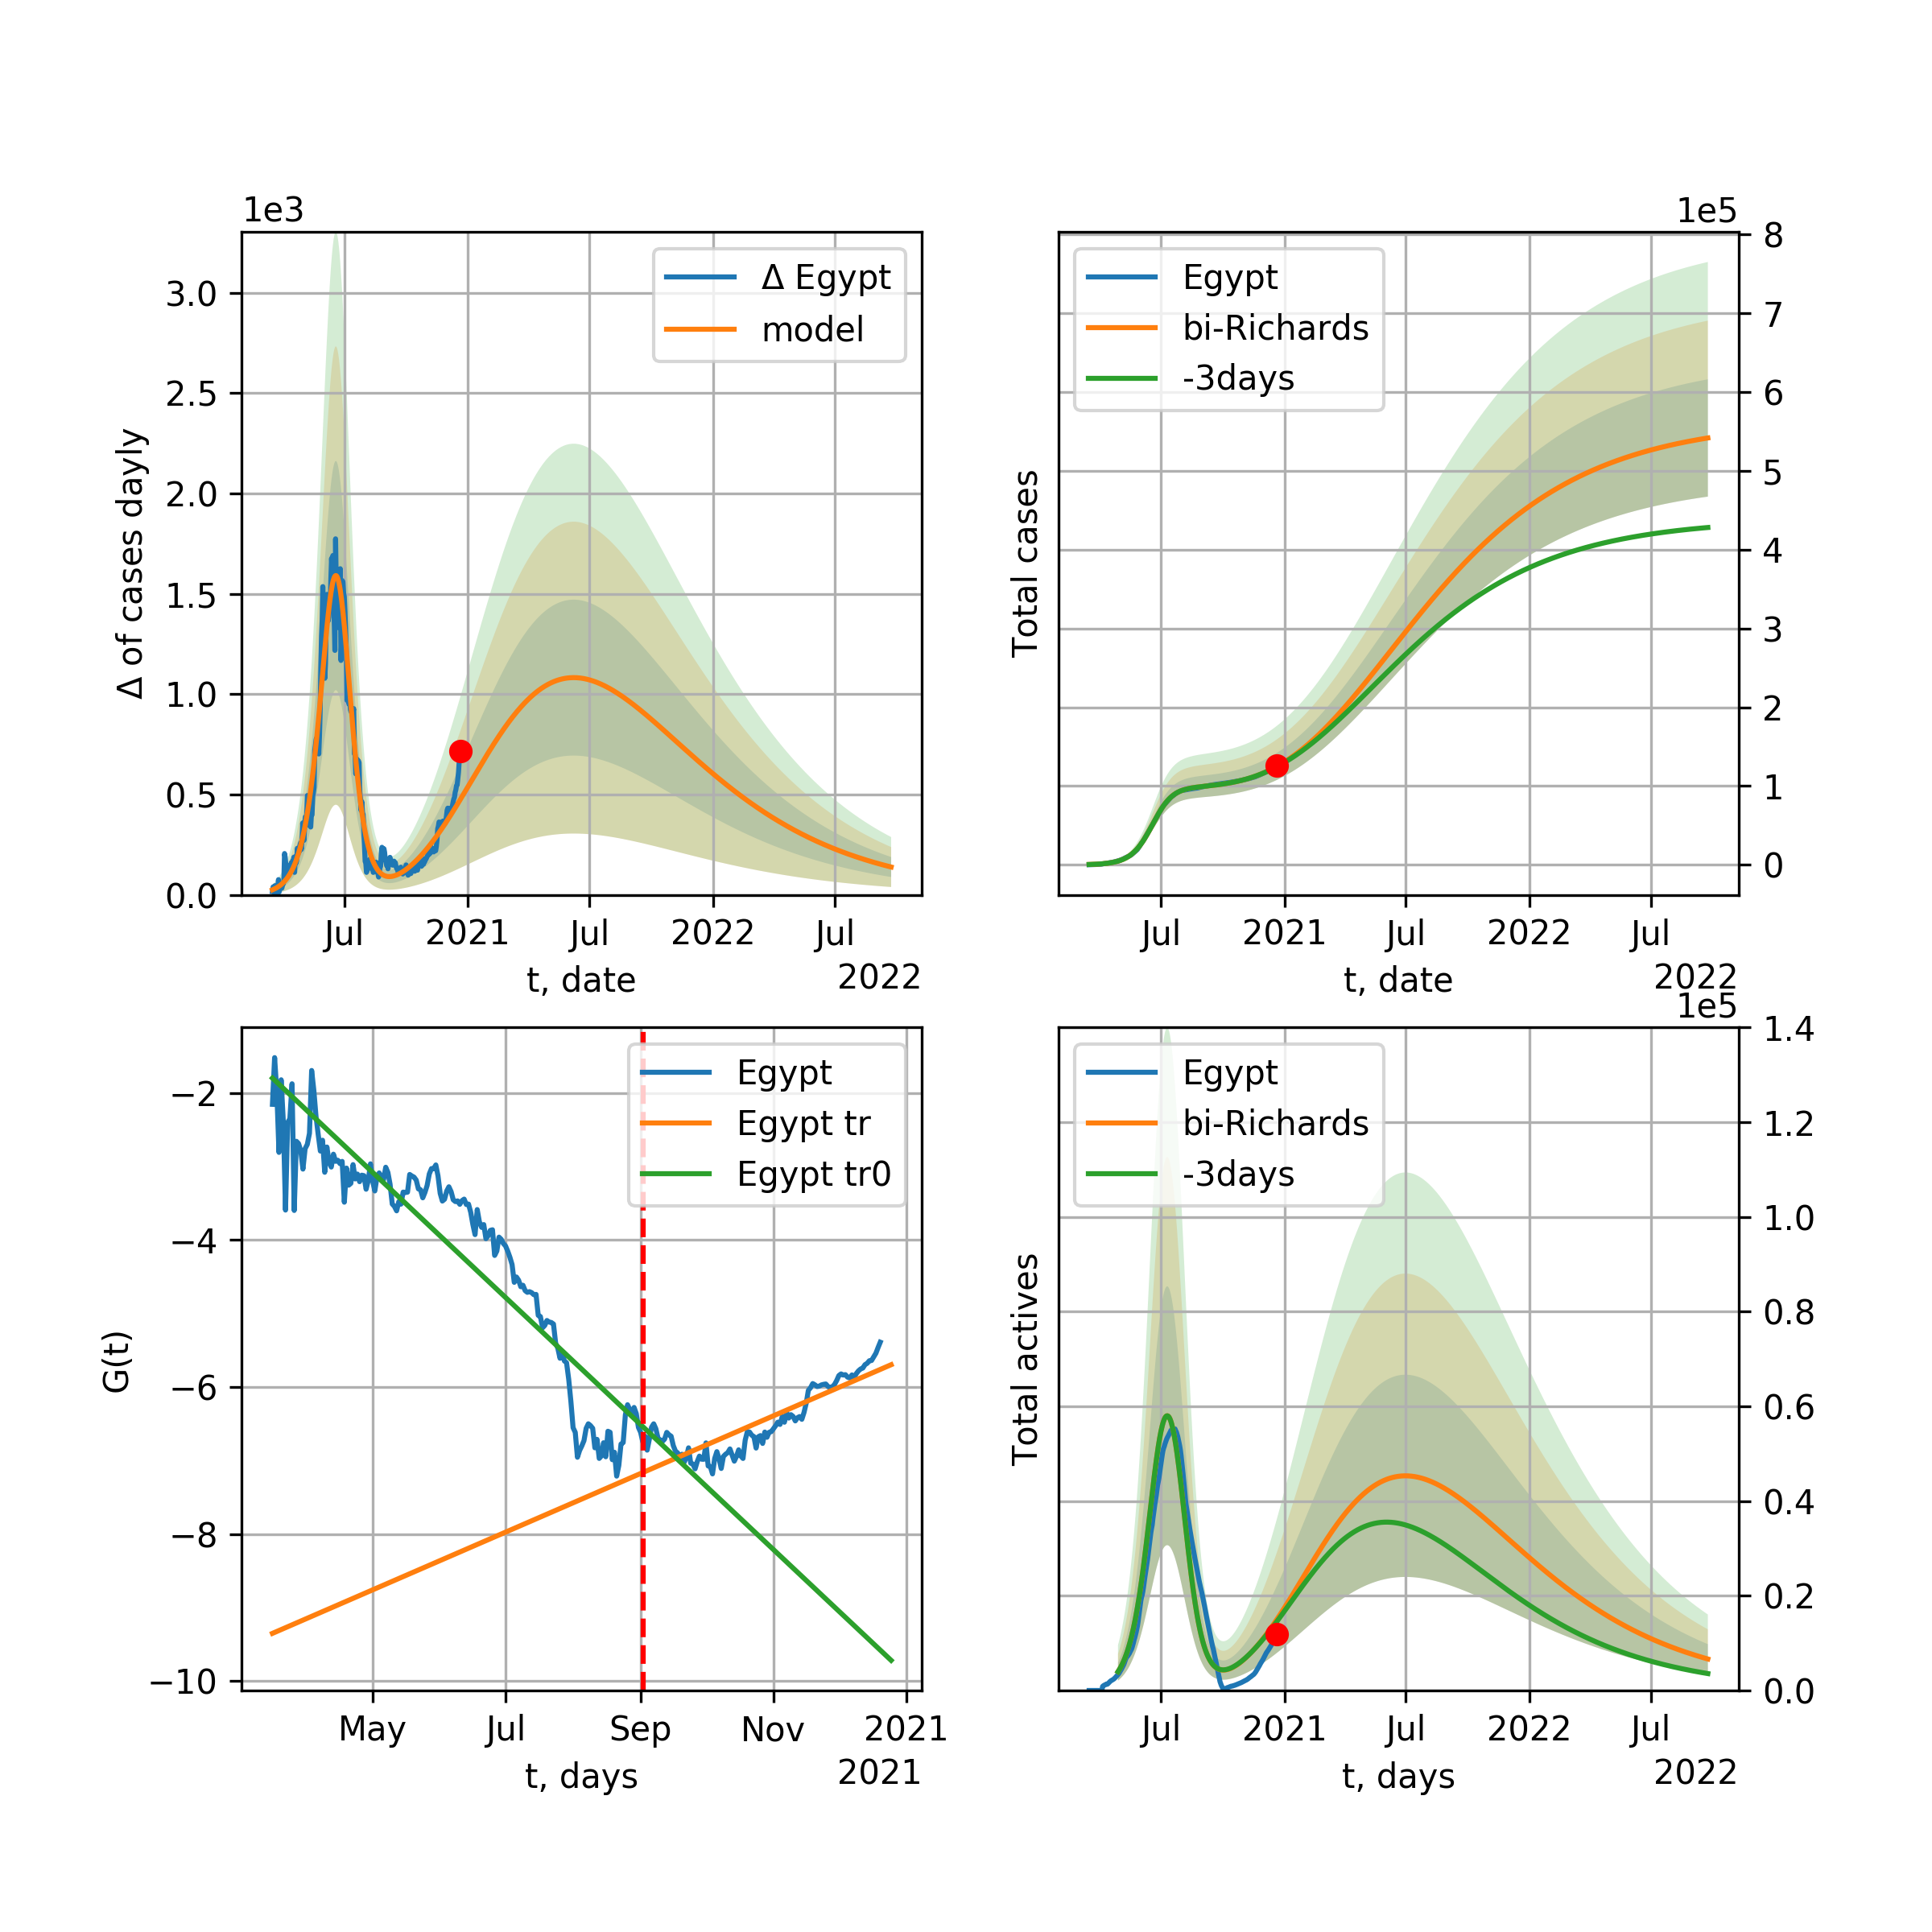 1e3
3.0
2.5
2.0
1.5
1.0
0.5
0.0
Δ of cases dayly
Δ Egypt
model
Jul
2021
Jul
2022
Jul
t, date
2022
1e5
8
7
6
5
4
3
2
1
0
Total cases
Egypt
bi-Richards
-3days
Jul
2021
Jul
2022
Jul
t, date
2022
−2
−4
−6
−8
−10
G(t)
Egypt
Egypt tr
Egypt tr0
May
Jul
Sep
Nov
2021
t, days
2021
1e5
1.4
1.2
1.0
0.8
0.6
0.4
0.2
0.0
Total actives
Egypt
bi-Richards
-3days
Jul
2021
Jul
2022
Jul
t, days
2022